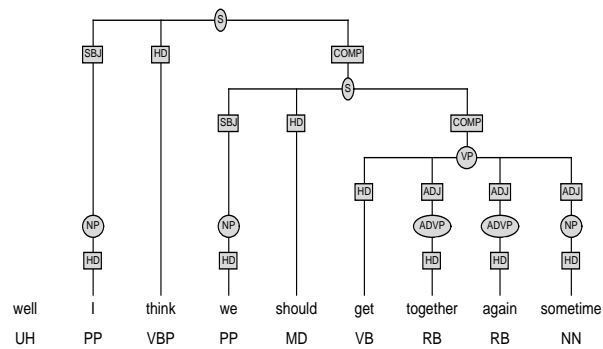 S
SBJ HD COMP
S
SBJ HD COMP
VP
HD ADJ ADJ ADJ
NP NP ADVP ADVP NP
HD HD HD HD HD
well I think we should get together again sometime
UH PP VBP PP MD VB RB RB NN